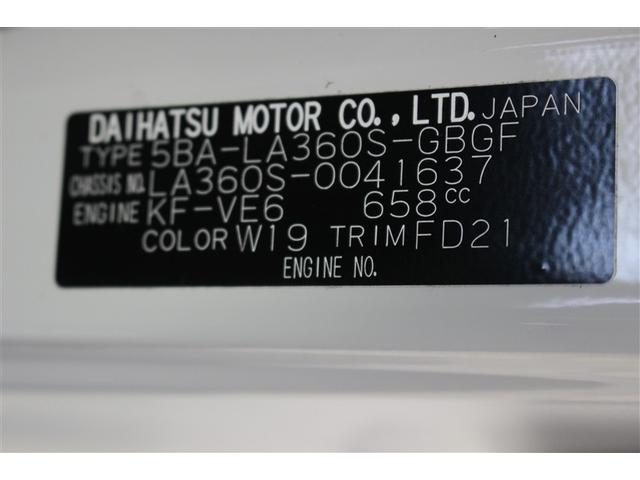 DAIHATSU MOTOR CO.,LTD. JAPAN
TYPE 5BA-LA360S-GBGF
CHASSIS NO. LA360S-0041637
ENGINE KF-VE6 658cc
COLOR W19 TRIM FD21
ENGINE NO.